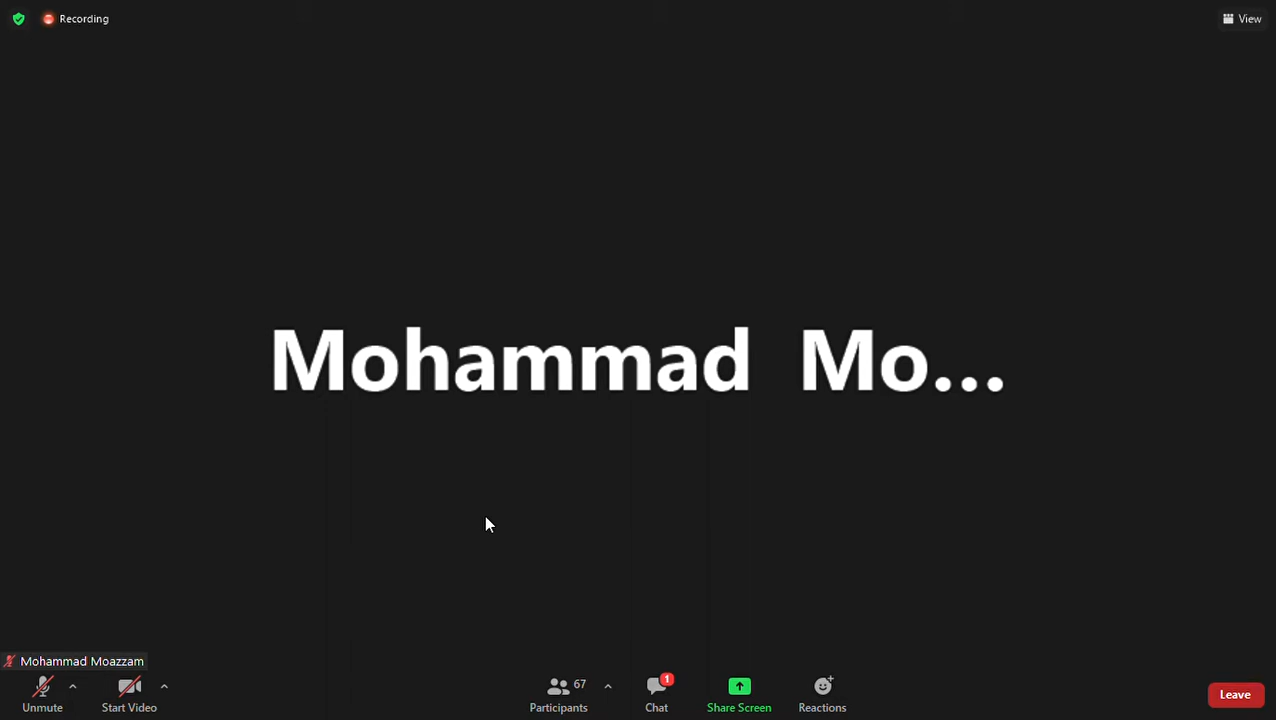 Recording
View
Mohammad Mo...
Mohammad Moazzam
67
1
Unmute
Start Video
Participants
Chat
Share Screen
Reactions
Leave